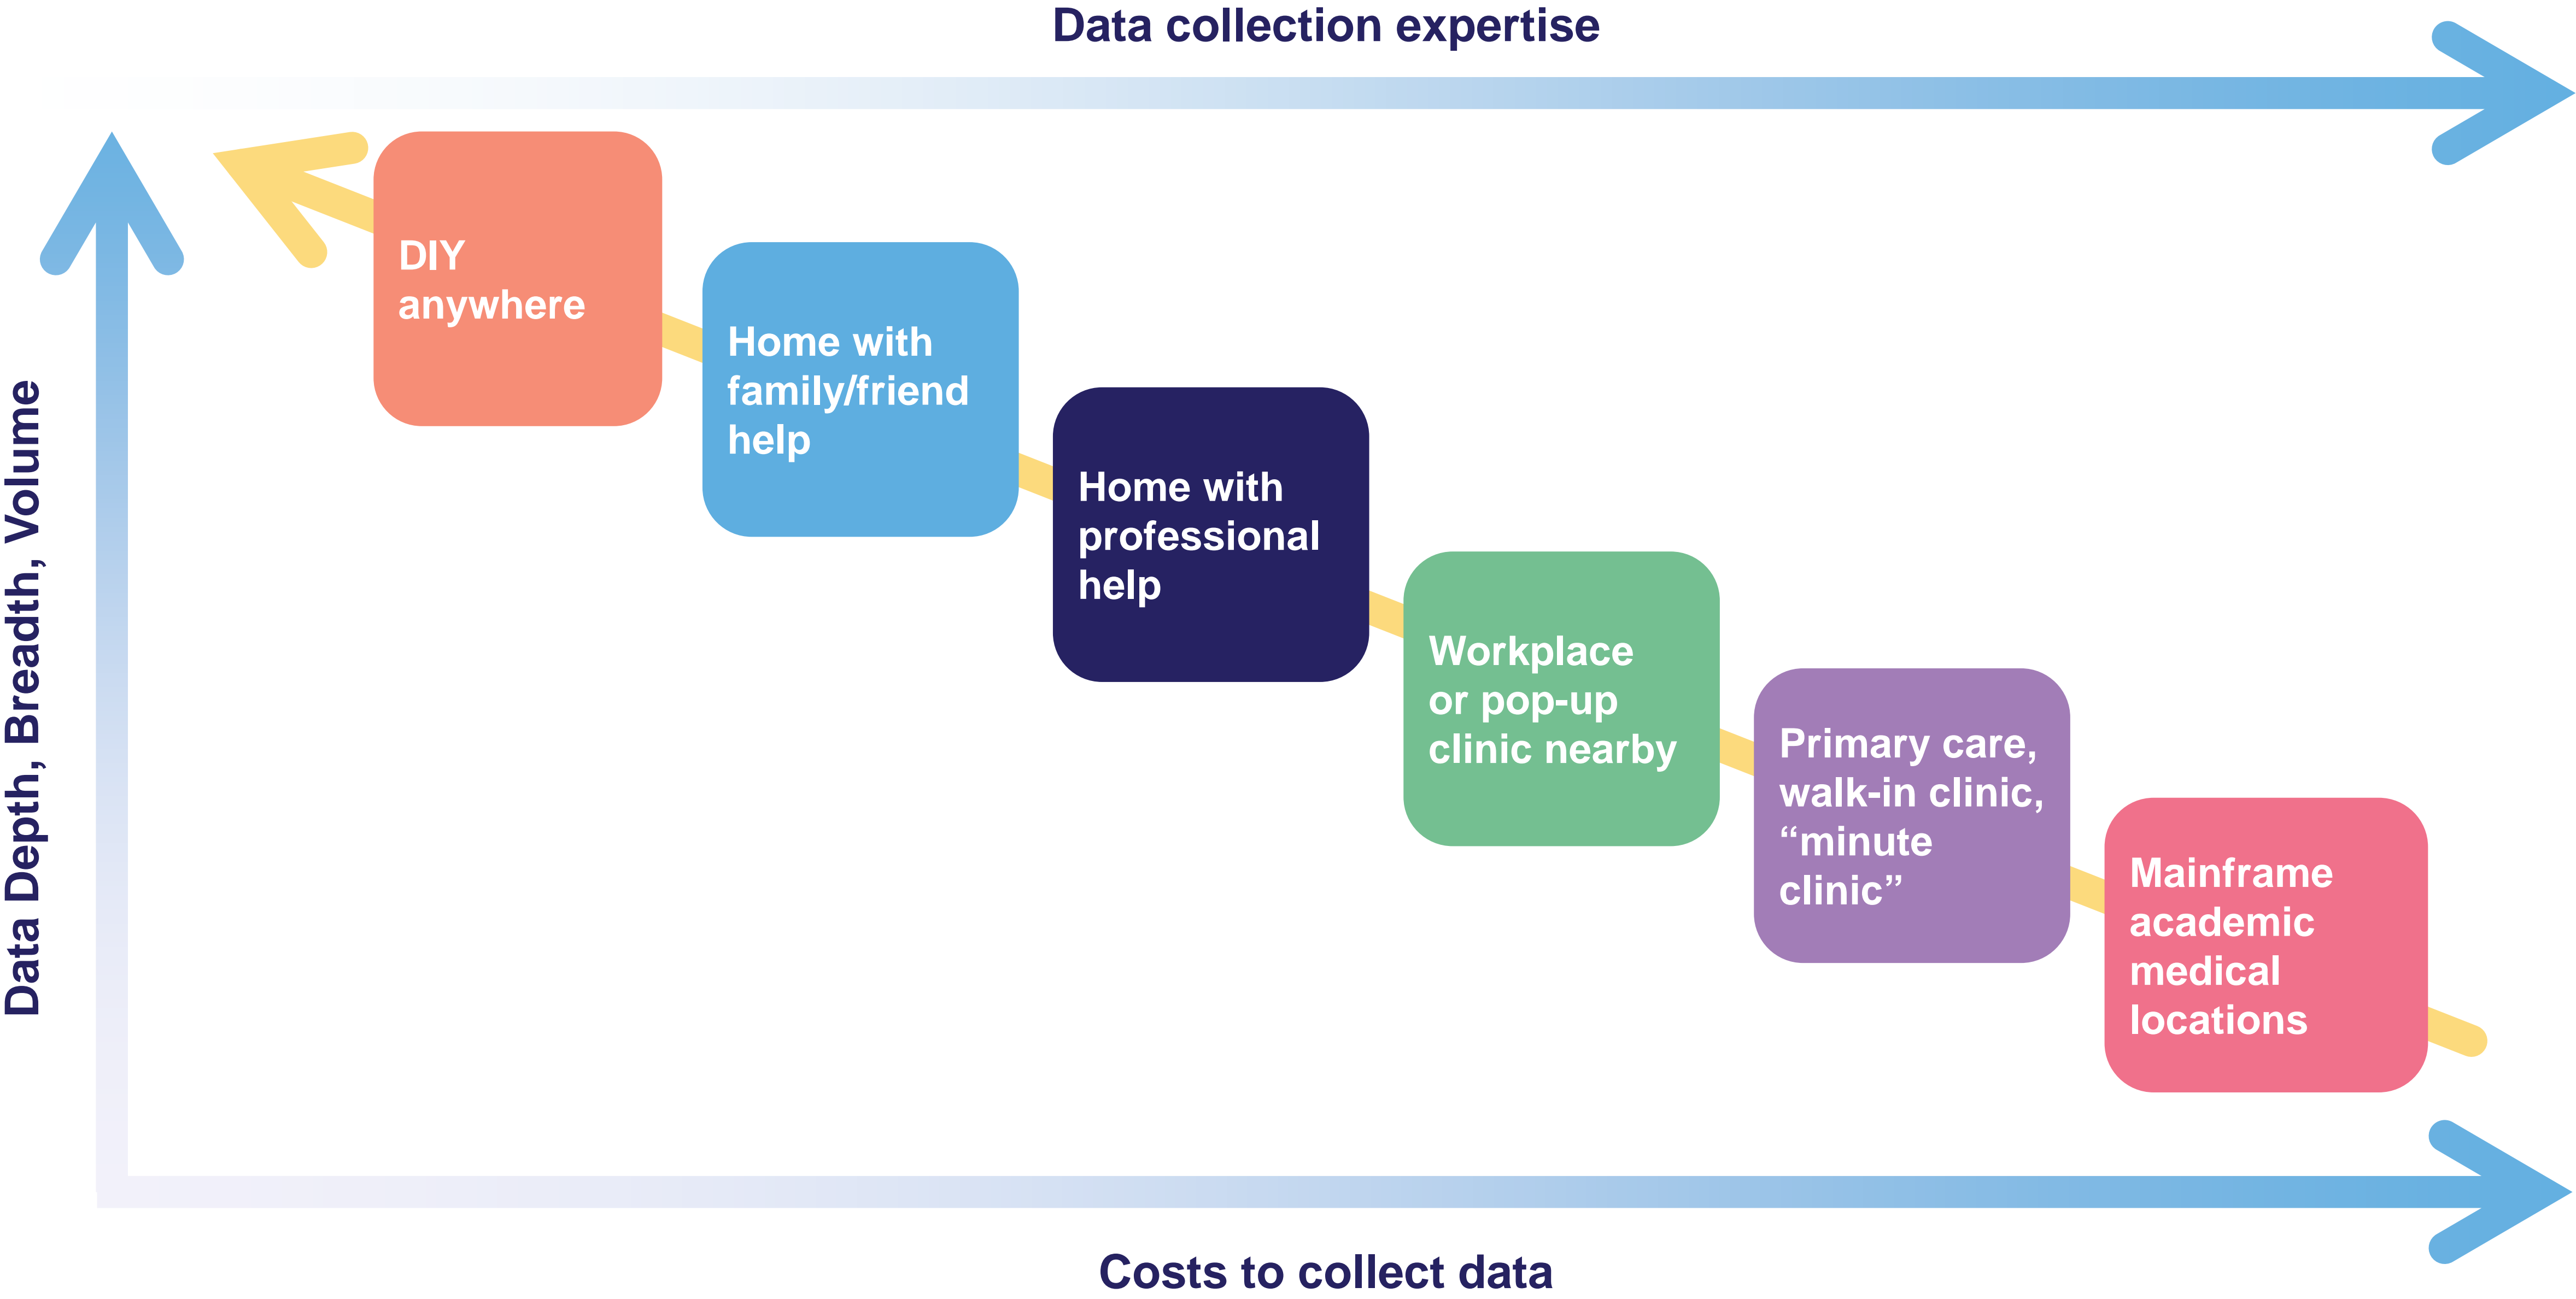 Data collection expertise
DIY
anywhere
Home with
family/friend
help
Home with
professional
help
Workplace
or pop-up
clinic nearby
Primary care,
walk-in clinic,
“minute
clinic”
Mainframe
academic
medical
locations
Data Depth, Breadth, Volume
Costs to collect data